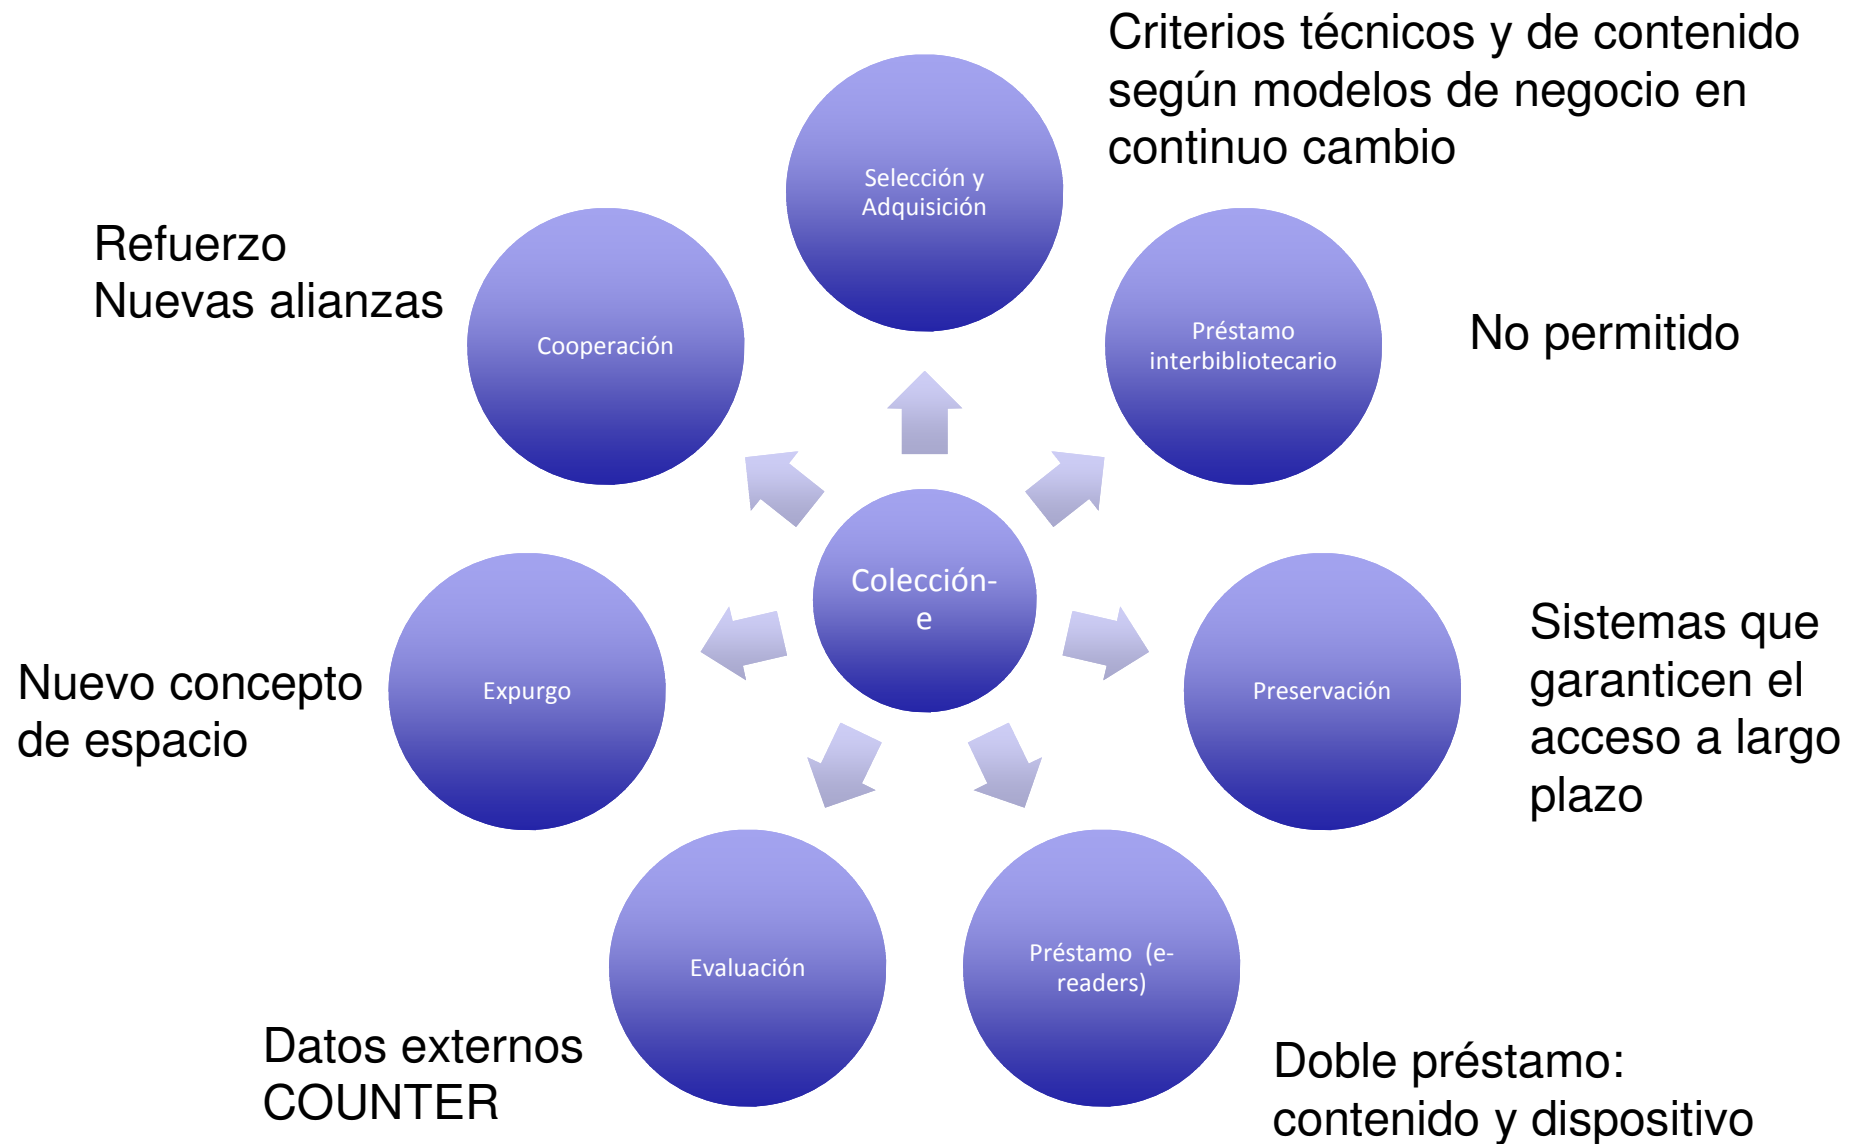 Criterios técnicos y de contenido
según modelos de negocio en
continuo cambio
Selección y
Adquisición
Refuerzo
Nuevas alianzas
Cooperación
Préstamo
interbibliotecario
No permitido
Colección-
e
Nuevo concepto
de espacio
Expurgo
Preservación
Sistemas que
garanticen el
acceso a largo
plazo
Evaluación
Datos externos
COUNTER
Préstamo (e-
readers)
Doble préstamo:
contenido y dispositivo